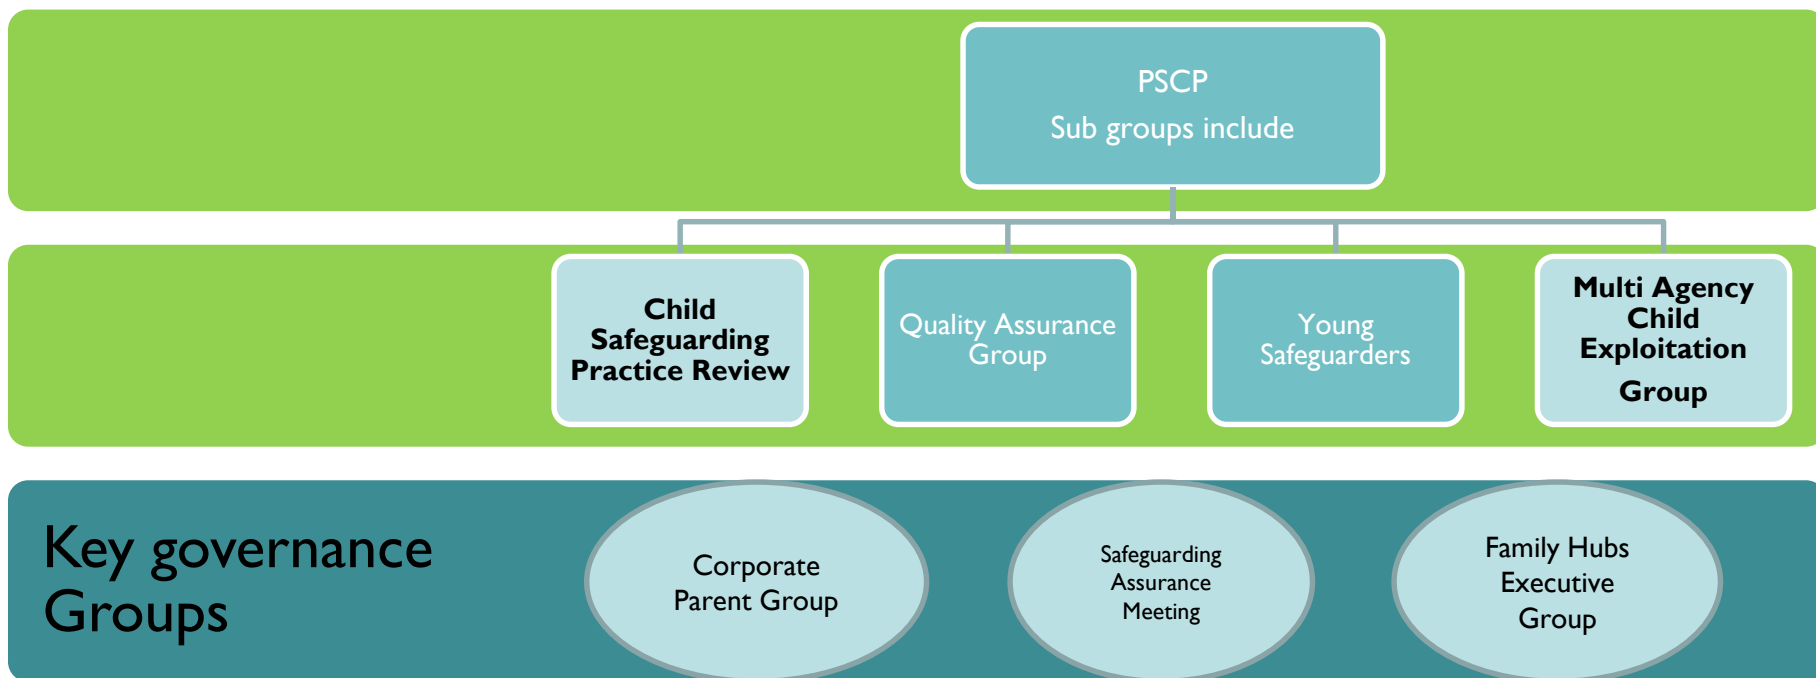 PSCP
Sub groups include
Child
Safeguarding
Practice Review
Quality Assurance
Group
Young
Safeguarders
Multi Agency
Child
Exploitation
Group
Key governance
Groups
Corporate
Parent Group
Safeguarding
Assurance
Meeting
Family Hubs
Executive
Group